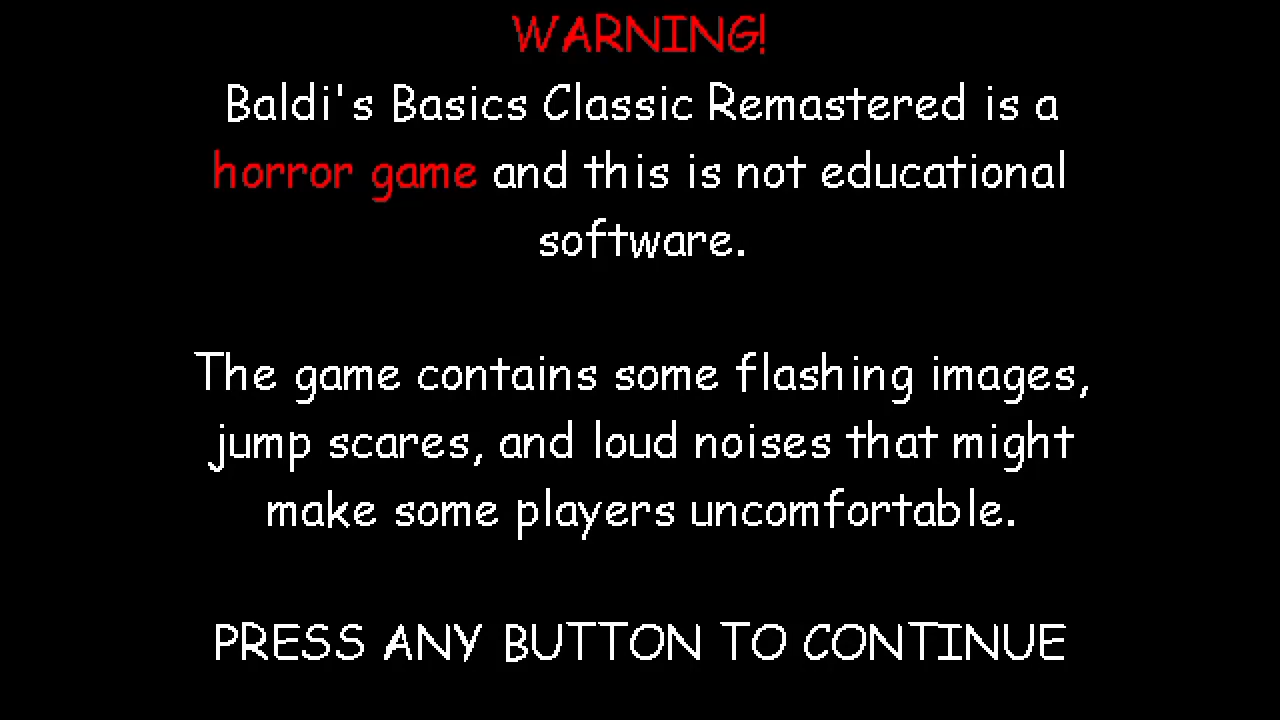 WARNING!
Baldi's Basics Classic Remastered is a
horror game and this is not educational
software.
The game contains some flashing images,
jump scares, and loud noises that might
make some players uncomfortable.
PRESS ANY BUTTON TO CONTINUE